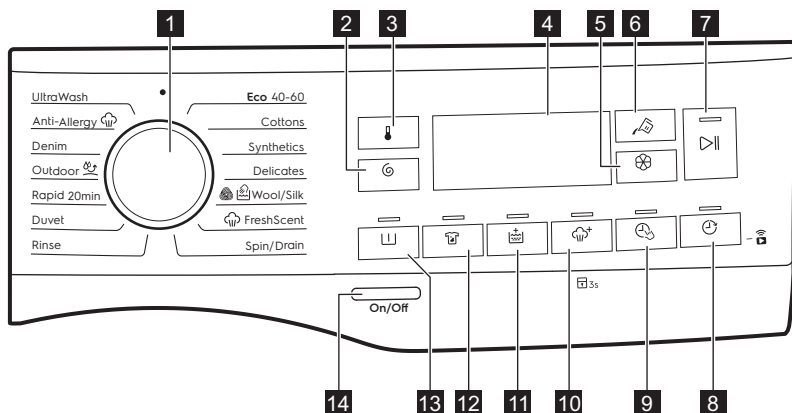 1
2
3
4
5
6
7
UltraWash
Anti-Allergy
Denim
Outdoor
Rapid 20min
Duvet
Rinse
Eco 40-60
Cottons
Synthetics
Delicates
Wool/Silk
FreshScent
Spin/Drain
3s
On/Off
14
13
12
11
10
9
8